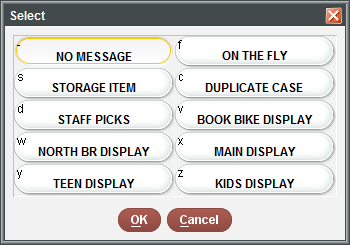 Select
-
NO MESSAGE
f
ON THE FLY
s
STORAGE ITEM
c
DUPLICATE CASE
d
STAFF PICKS
v
BOOK BIKE DISPLAY
w
NORTH BR DISPLAY
x
MAIN DISPLAY
y
TEEN DISPLAY
z
KIDS DISPLAY
OK
Cancel